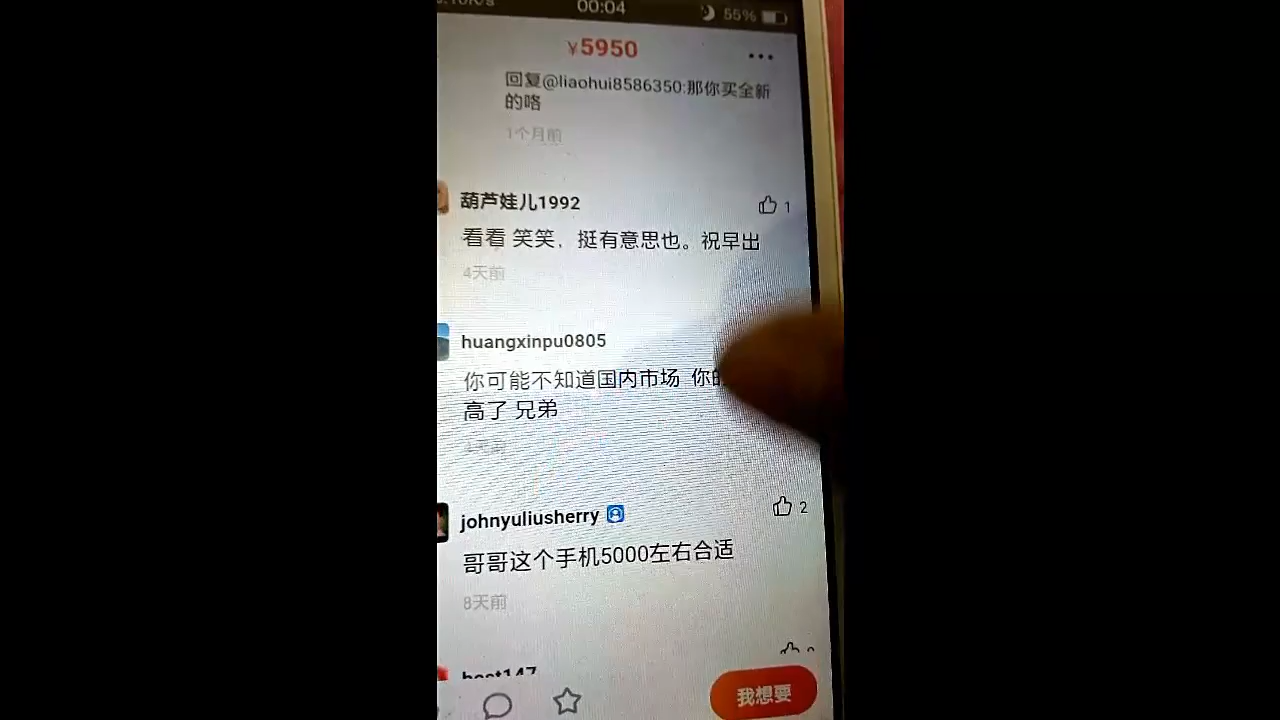 00:04
55%
¥5950
回复@liaohui8586350:那你买全新
的咯
1个月前
葫芦娃儿1992
1
看看 笑笑，挺有意思也。祝早出
4天前
huangxinpu0805
你可能不知道国内市场 你
高了 兄弟
johnyuliusherry
2
哥哥这个手机5000左右合适
8天前
我想要